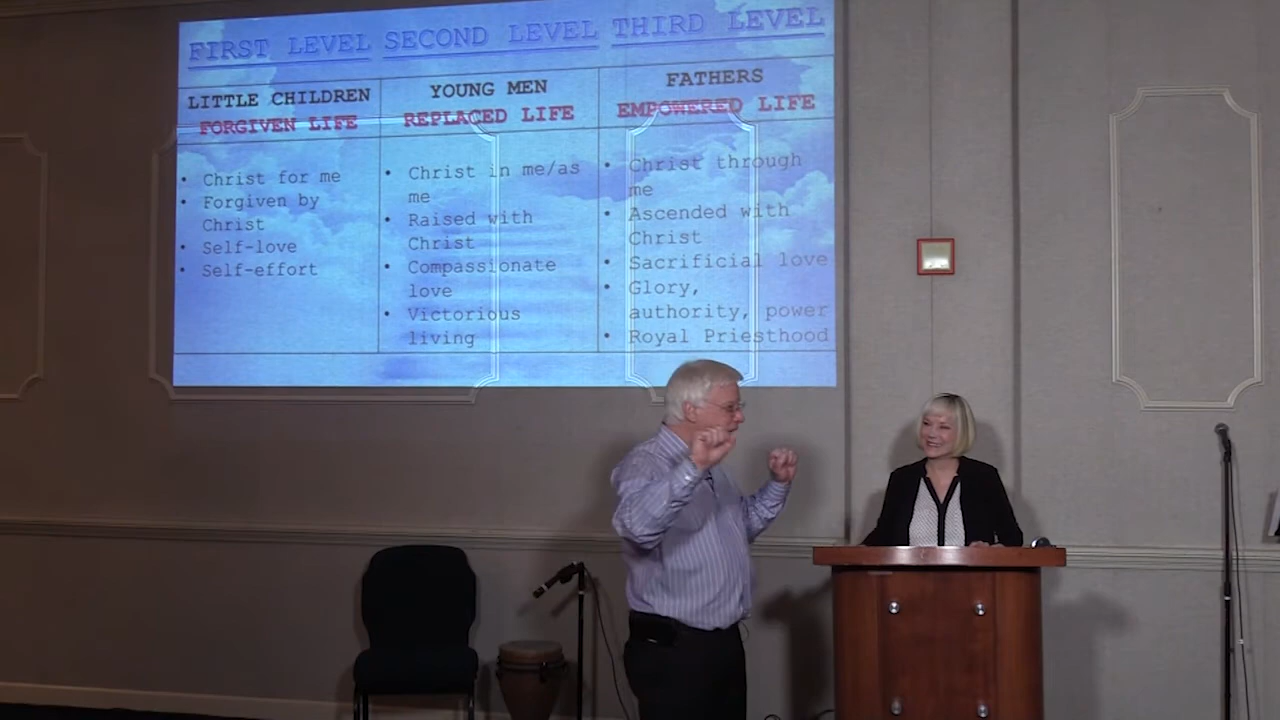 FIRST LEVEL SECOND LEVEL THIRD LEVEL
LITTLE CHILDREN
FORGIVEN LIFE
• Christ for me
• Forgiven by
Christ
• Self-love
• Self-effort
YOUNG MEN
REPLACED LIFE
• Christ in me/as
me
• Raised with
Christ
• Compassionate
love
• Victorious
living
FATHERS
EMPOWERED LIFE
• Christ through
me
• Ascended with
Christ
• Sacrificial love
• Glory,
authority, power
• Royal Priesthood